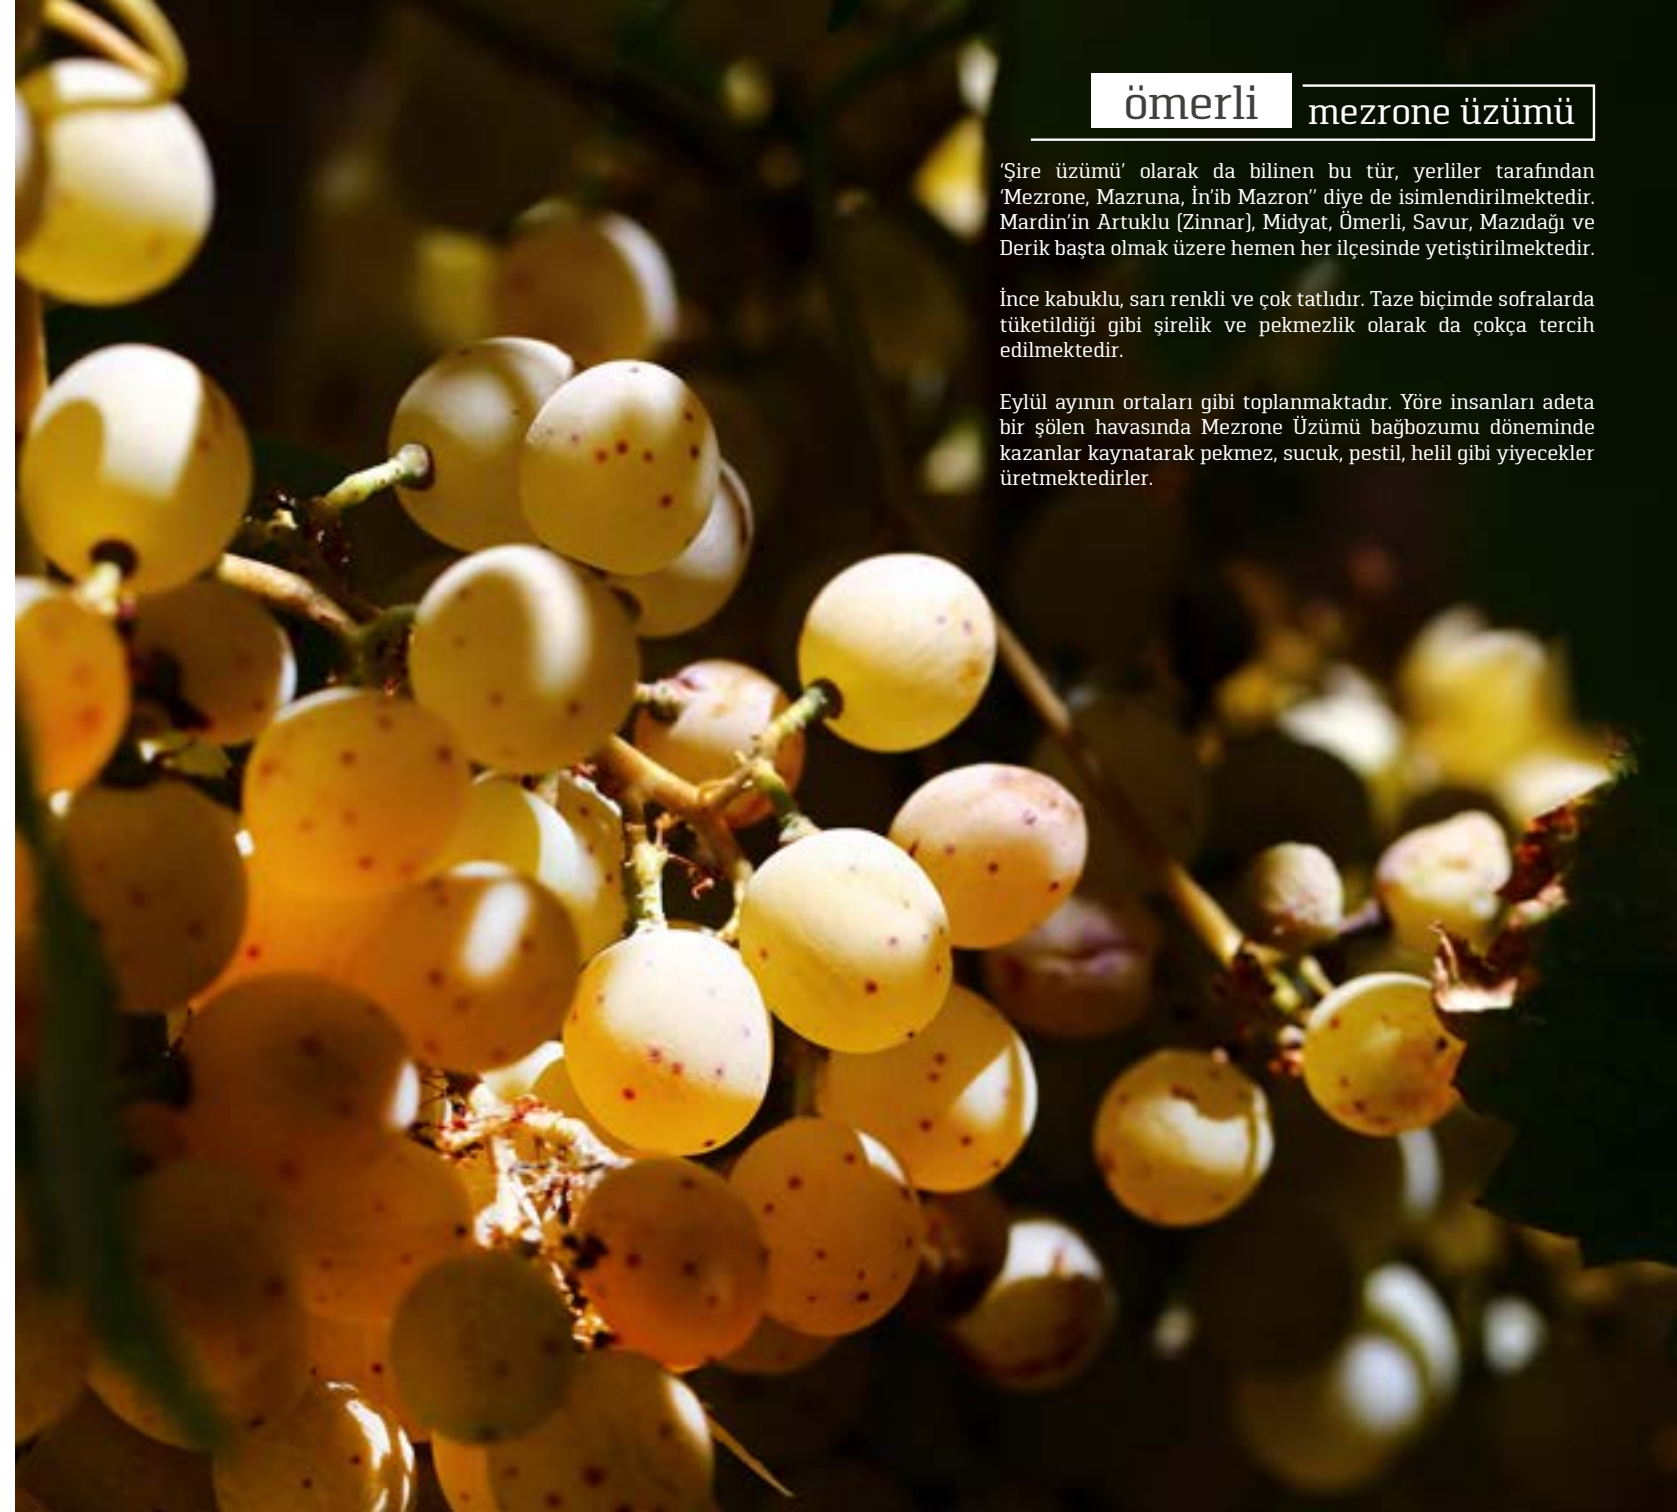 ömerli mezrone üzümü
‘Şire üzümü’ olarak da bilinen bu tür, yerliler tarafından
‘Mezrone, Mazruna, İn’ib Mazron’’ diye de isimlendirilmektedir.
Mardin’in Artuklu (Zinnar), Midyat, Ömerli, Savur, Mazıdağı ve
Derik başta olmak üzere hemen her ilçesinde yetiştirilmektedir.
İnce kabuklu, sarı renkli ve çok tatlıdır. Taze biçimde sofralarda
tüketildiği gibi şirelik ve pekmezlik olarak da çokça tercih
edilmektedir.
Eylül ayının ortaları gibi toplanmaktadır. Yöre insanları adeta
bir şölen havasında Mezrone Üzümü bağbozumu döneminde
kazanlar kaynatarak pekmez, sucuk, pestil, helil gibi yiyecekler
üretmektedirler.